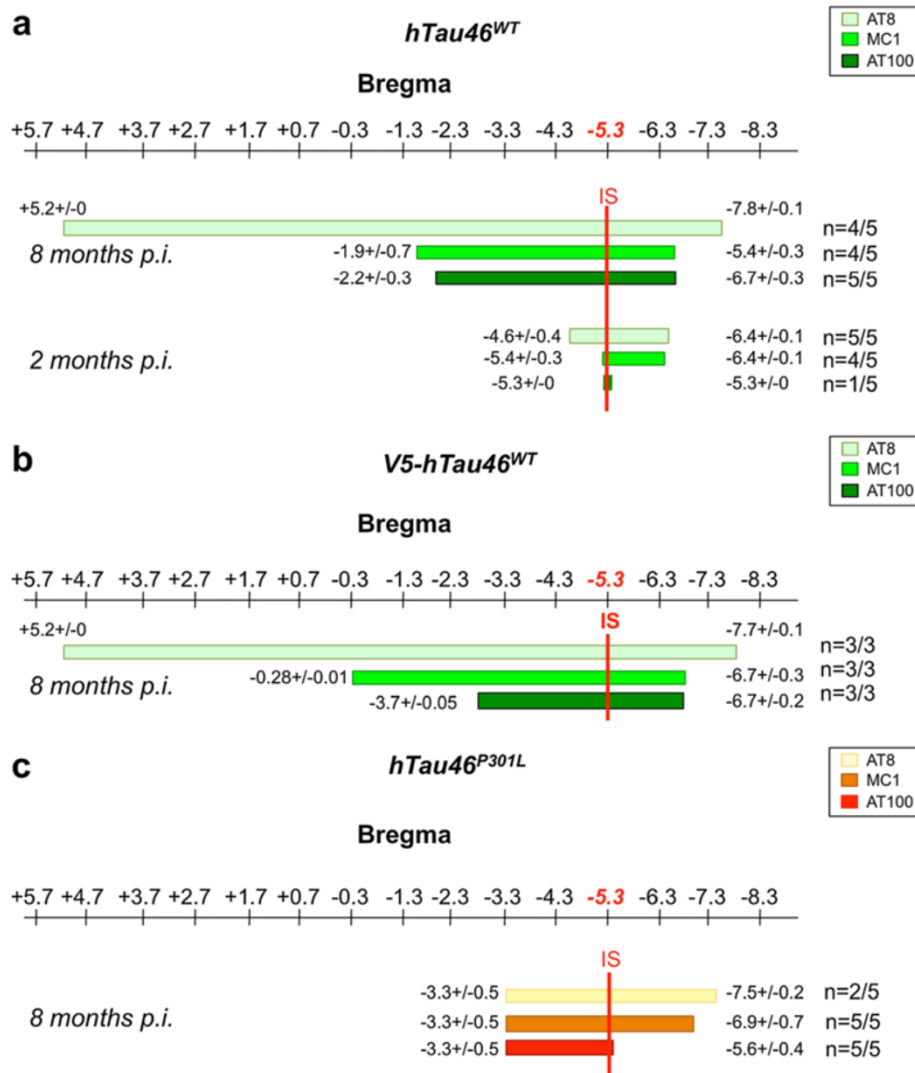 a
hTau46WT
AT8
MC1
AT100
Bregma
+5.7 +4.7 +3.7 +2.7 +1.7 +0.7 -0.3 -1.3 -2.3 -3.3 -4.3 -5.3 -6.3 -7.3 -8.3
IS
+5.2+/-0 -7.8+/-0.1 n=4/5
8 months p.i. -1.9+/-0.7 -5.4+/-0.3 n=4/5
-2.2+/-0.3 -6.7+/-0.3 n=5/5
-4.6+/-0.4 -6.4+/-0.1 n=5/5
2 months p.i. -5.4+/-0.3 -6.4+/-0.1 n=4/5
-5.3+/-0 -5.3+/-0 n=1/5
b
V5-hTau46WT
AT8
MC1
AT100
Bregma
+5.7 +4.7 +3.7 +2.7 +1.7 +0.7 -0.3 -1.3 -2.3 -3.3 -4.3 -5.3 -6.3 -7.3 -8.3
IS
+5.2+/-0 -7.7+/-0.1 n=3/3
8 months p.i. -0.28+/-0.01 -6.7+/-0.3 n=3/3
-3.7+/-0.05 -6.7+/-0.2 n=3/3
c
hTau46P301L
AT8
MC1
AT100
Bregma
+5.7 +4.7 +3.7 +2.7 +1.7 +0.7 -0.3 -1.3 -2.3 -3.3 -4.3 -5.3 -6.3 -7.3 -8.3
IS
-3.3+/-0.5 -7.5+/-0.2 n=2/5
8 months p.i. -3.3+/-0.5 -6.9+/-0.7 n=5/5
-3.3+/-0.5 -5.6+/-0.4 n=5/5